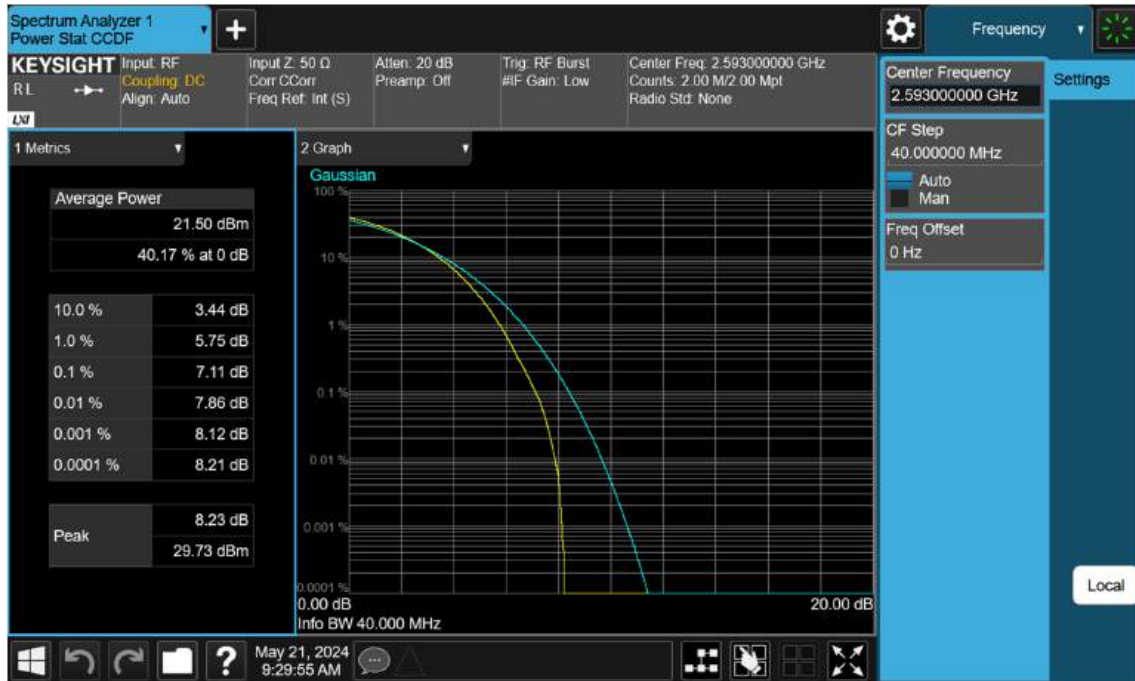 Spectrum Analyzer 1
Power Stat CCDF
+
Frequency
KEYSIGHT
R L
LXI
Input: RF
Coupling: DC
Align: Auto
Input Z: 50 Ω
Corr CCorr
Freq Ref: Int (S)
Atten: 20 dB
Preamp: Off
Trig: RF Burst
#IF Gain: Low
Center Freq: 2.593000000 GHz
Counts: 2.00 M/2.00 Mpt
Radio Std: None
Center Frequency
2.593000000 GHz
Settings
CF Step
40.000000 MHz
Auto
Man
Freq Offset
0 Hz
1 Metrics
Average Power
21.50 dBm
40.17 % at 0 dB
10.0 % 3.44 dB
1.0 % 5.75 dB
0.1 % 7.11 dB
0.01 % 7.86 dB
0.001 % 8.12 dB
0.0001 % 8.21 dB
Peak
8.23 dB
29.73 dBm
2 Graph
Gaussian
100 %
10 %
1 %
0.1 %
0.01 %
0.001 %
0.0001 %
0.00 dB 20.00 dB
Info BW 40.000 MHz
Local
?
May 21, 2024
9:29:55 AM